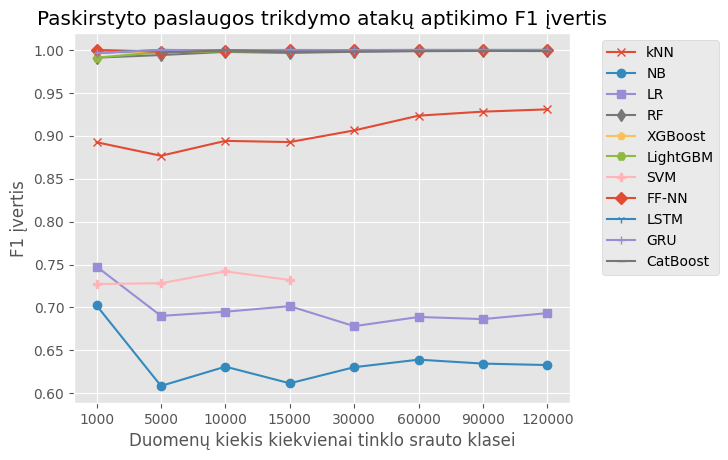 Paskirstyto paslaugos trikdymo atakų aptikimo F1 įvertis
1.00
0.95
0.90
0.85
0.80
0.75
0.70
0.65
0.60
F1 įvertis
1000 5000 10000 15000 30000 60000 90000 120000
Duomenų kiekis kiekvienai tinklo srauto klasei
kNN
NB
LR
RF
XGBoost
LightGBM
SVM
FF-NN
LSTM
GRU
CatBoost